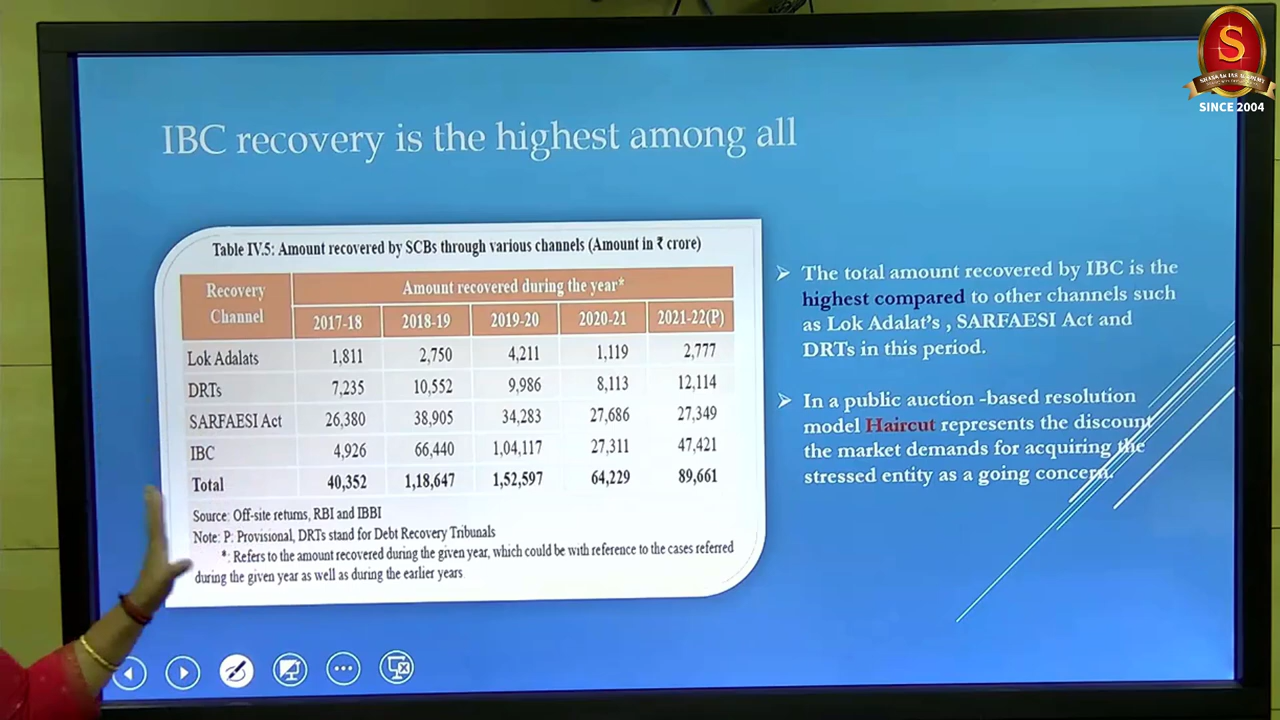 S
SHANKAR IAS ACADEMY
SINCE 2004
IBC recovery is the highest among all
Table IV.5: Amount recovered by SCBs through various channels (Amount in ₹ crore)
Recovery Channel Amount recovered during the year*
2017-18 2018-19 2019-20 2020-21 2021-22(P)
Lok Adalats 1,811 2,750 4,211 1,119 2,777
DRTs 7,235 10,552 9,986 8,113 12,114
SARFAESI Act 26,380 38,905 34,283 27,686 27,349
IBC 4,926 66,440 1,04,117 27,311 47,421
Total 40,352 1,18,647 1,52,597 64,229 89,661
Source: Off-site returns, RBI and IBBI
Note: P: Provisional, DRTs stand for Debt Recovery Tribunals
*: Refers to the amount recovered during the given year, which could be with reference to the cases referred
during the given year as well as during the earlier years
The total amount recovered by IBC is the
highest compared to other channels such
as Lok Adalat's , SARFAESI Act and
DRTs in this period.
In a public auction -based resolution
model Haircut represents the discount
the market demands for acquiring the
stressed entity as a going concern.